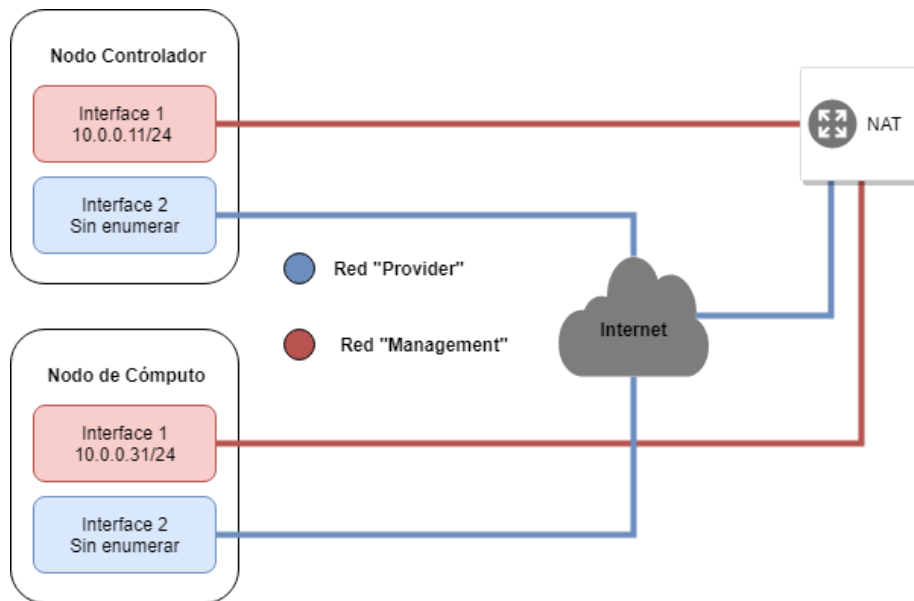 Nodo Controlador
Interface 1
10.0.0.11/24
Interface 2
Sin enumerar
NAT
Red "Provider"
Red "Management"
Internet
Nodo de Cómputo
Interface 1
10.0.0.31/24
Interface 2
Sin enumerar